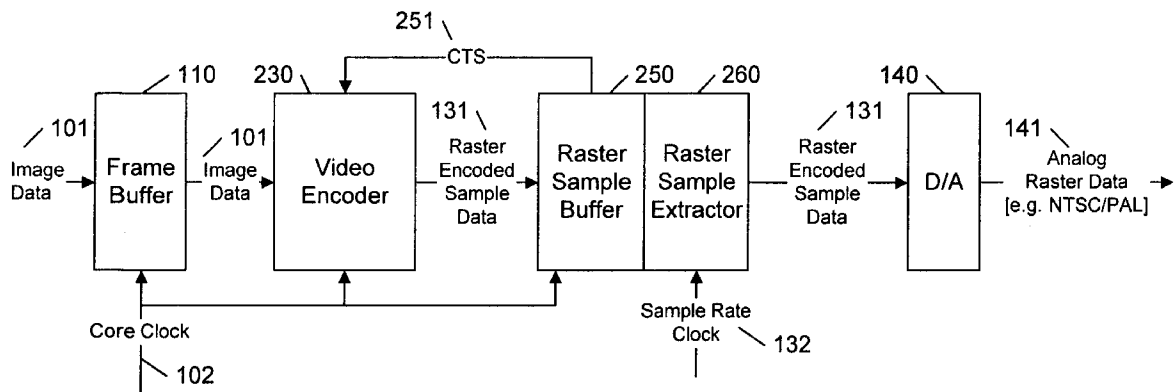 251
CTS
110
230
250
260
140
101
101
131
131
141
Image
Data
Frame
Buffer
Image
Data
Video
Encoder
Raster
Encoded
Sample
Data
Raster
Sample
Buffer
Raster
Sample
Extractor
Raster
Encoded
Sample
Data
D/A
Analog
Raster Data
[e.g. NTSC/PAL]
Core Clock
102
Sample Rate
Clock
132